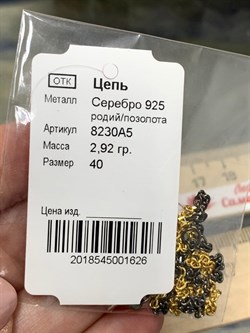 ОТК Цепь
Металл Серебро 925
родий/позолота
Артикул 8230А5
Масса 2,92 гр.
Размер 40
Цена изд.
2018545001626